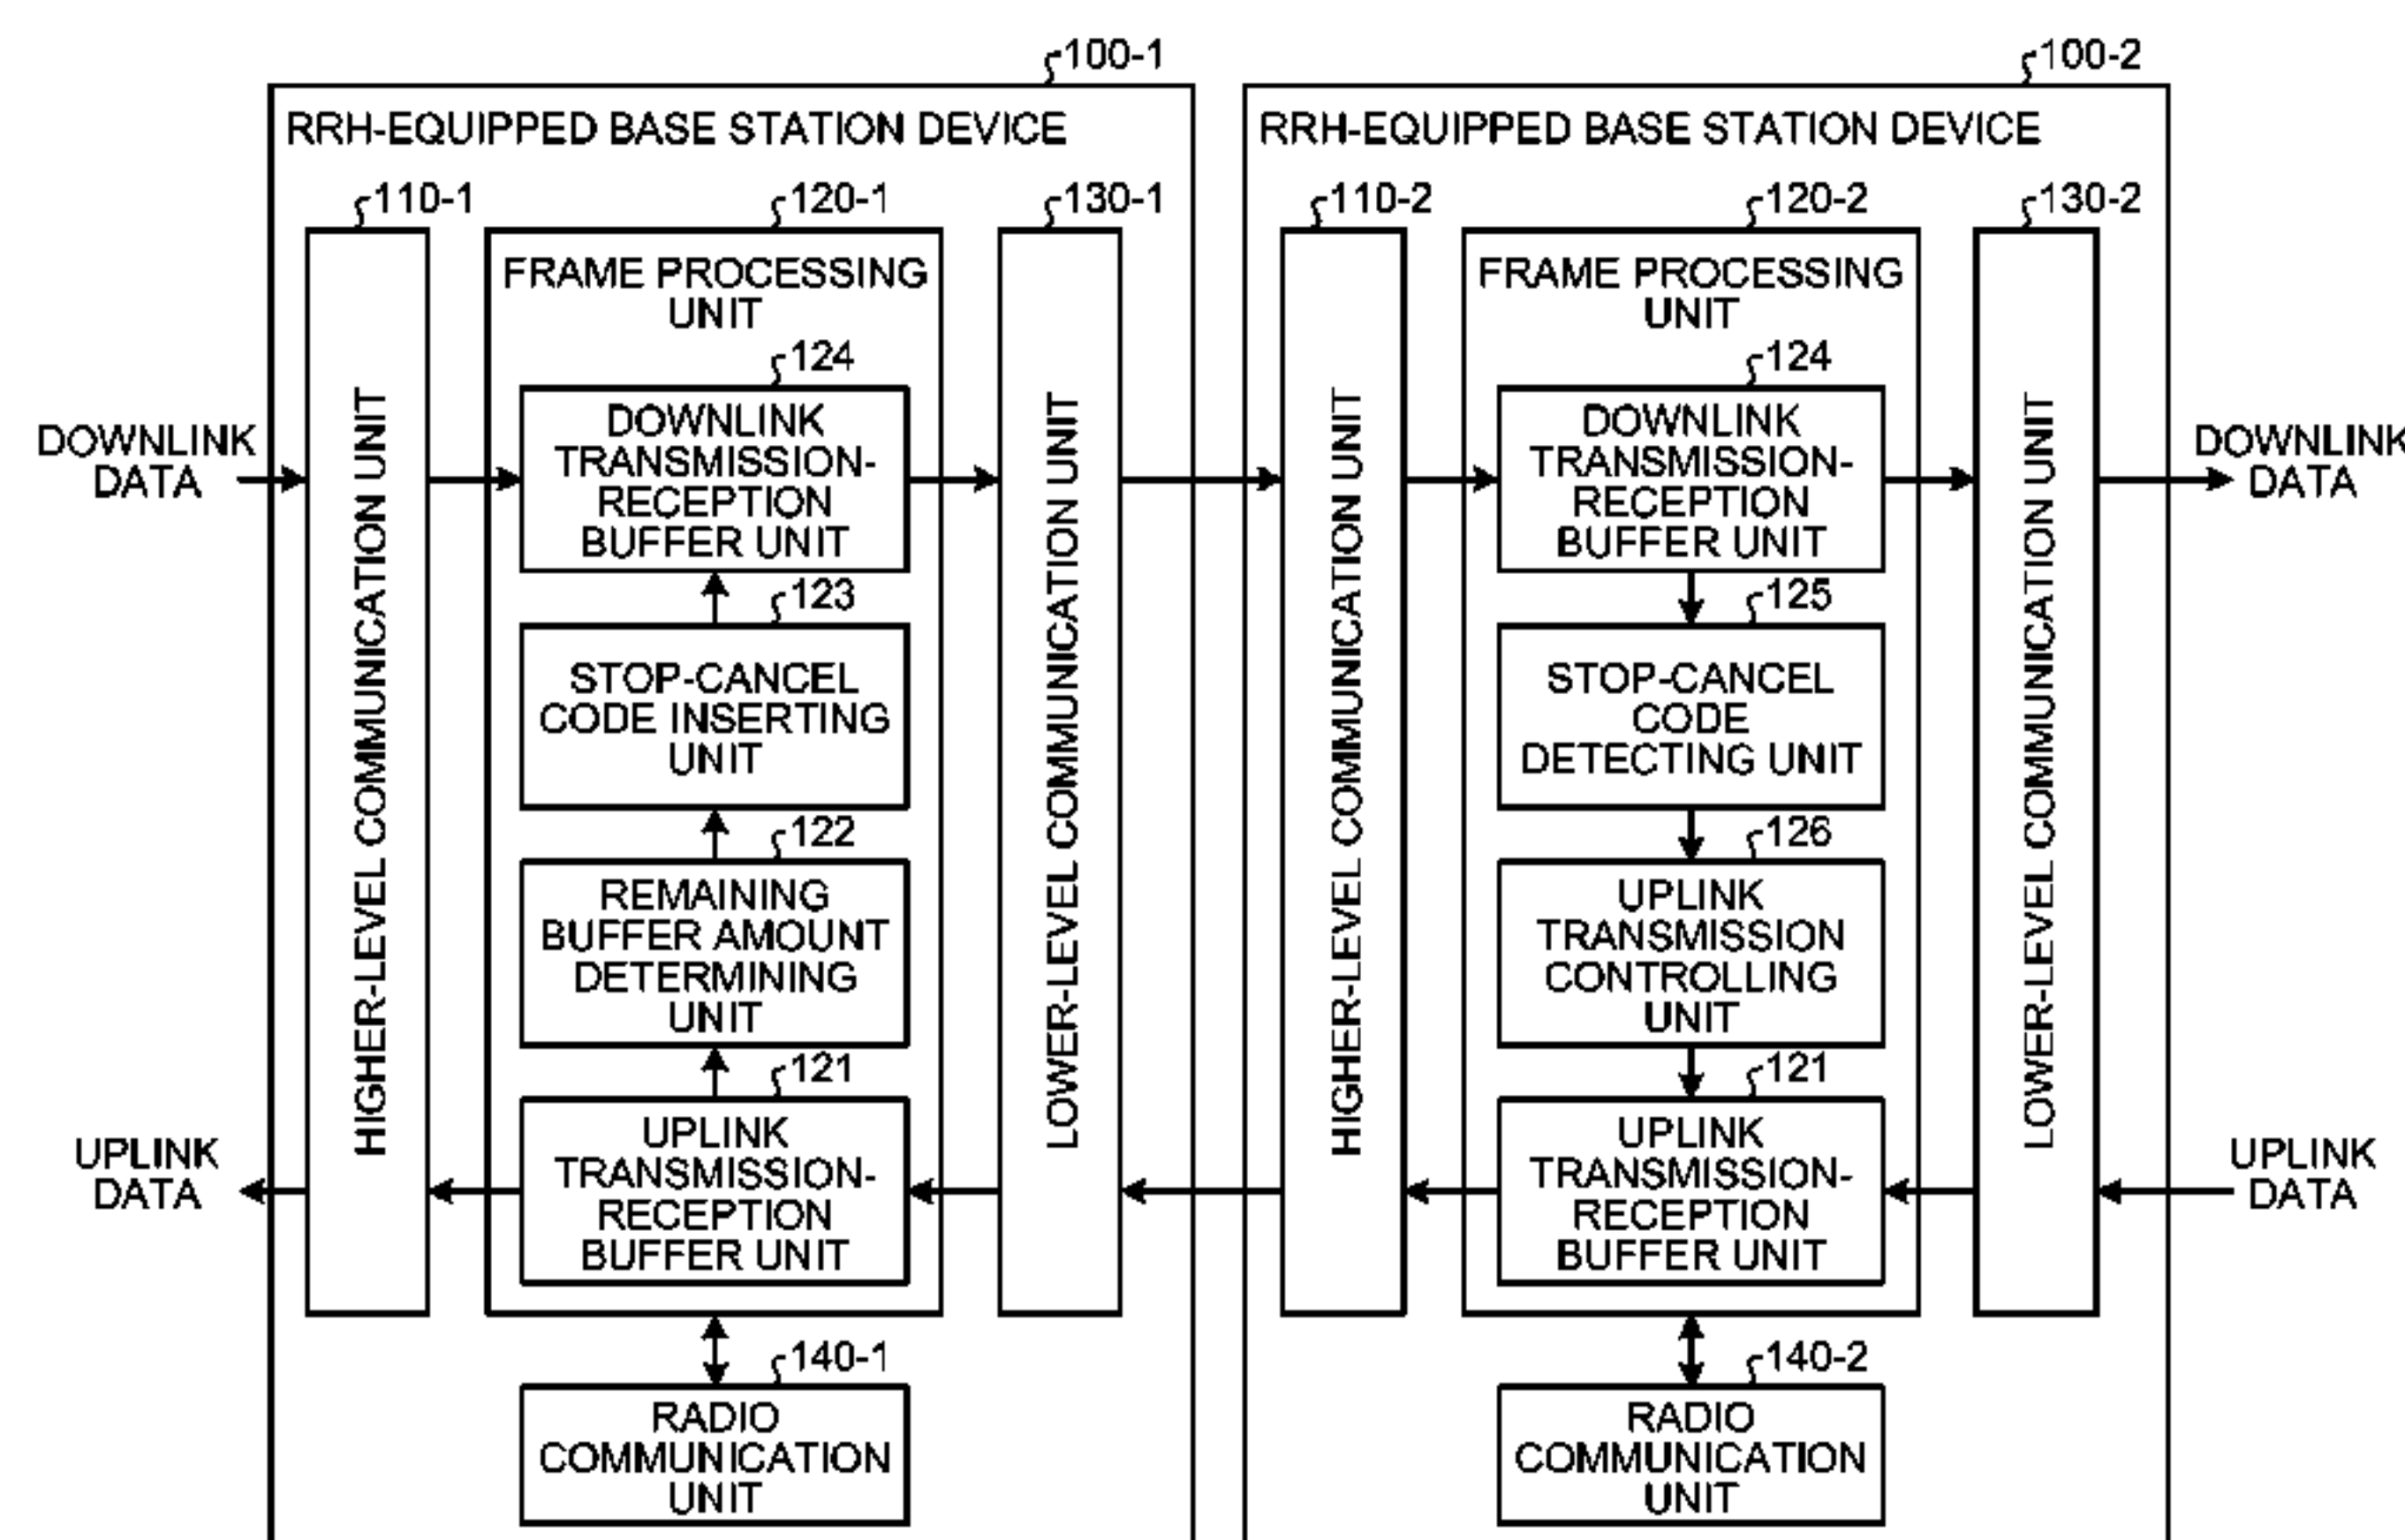 100-1
100-2
RRH-EQUIPPED BASE STATION DEVICE
RRH-EQUIPPED BASE STATION DEVICE
110-1
120-1
130-1
110-2
120-2
130-2
FRAME PROCESSING
UNIT
FRAME PROCESSING
UNIT
124
124
DOWNLINK
DATA
HIGHER-LEVEL COMMUNICATION UNIT
DOWNLINK
TRANSMISSION-
RECEPTION
BUFFER UNIT
LOWER-LEVEL COMMUNICATION UNIT
HIGHER-LEVEL COMMUNICATION UNIT
DOWNLINK
TRANSMISSION-
RECEPTION
BUFFER UNIT
LOWER-LEVEL COMMUNICATION UNIT
DOWNLINK
DATA
123
125
STOP-CANCEL
CODE INSERTING
UNIT
STOP-CANCEL
CODE
DETECTING UNIT
122
126
REMAINING
BUFFER AMOUNT
DETERMINING
UNIT
UPLINK
TRANSMISSION
CONTROLLING
UNIT
121
121
UPLINK
DATA
UPLINK
TRANSMISSION-
RECEPTION
BUFFER UNIT
UPLINK
TRANSMISSION-
RECEPTION
BUFFER UNIT
UPLINK
DATA
140-1
140-2
RADIO
COMMUNICATION
UNIT
RADIO
COMMUNICATION
UNIT